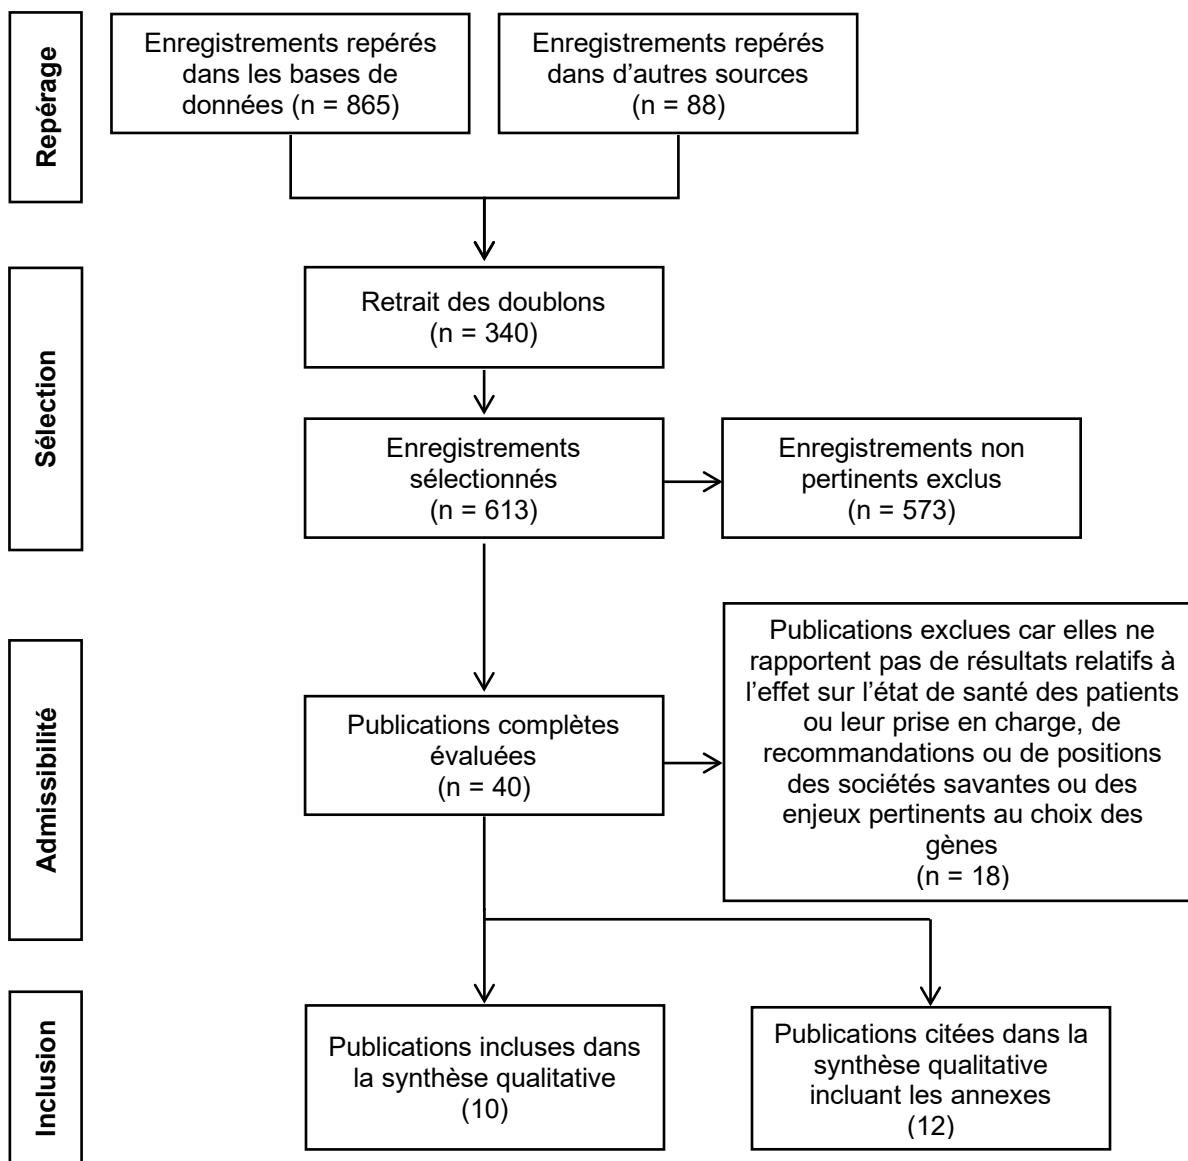 Repérage
Enregistrements repérés
dans les bases de
données (n = 865)
Enregistrements repérés
dans d’autres sources
(n = 88)
Sélection
Retrait des doublons
(n = 340)
Enregistrements
sélectionnés
(n = 613)
Enregistrements non
pertinents exclus
(n = 573)
Admissibilité
Publications complètes
évaluées
(n = 40)
Publications exclues car elles ne
rapportent pas de résultats relatifs à
l’effet sur l’état de santé des patients
ou leur prise en charge, de
recommandations ou de positions
des sociétés savantes ou des
enjeux pertinents au choix des
gènes
(n = 18)
Inclusion
Publications incluses dans
la synthèse qualitative
(10)
Publications citées dans la
synthèse qualitative
incluant les annexes
(12)